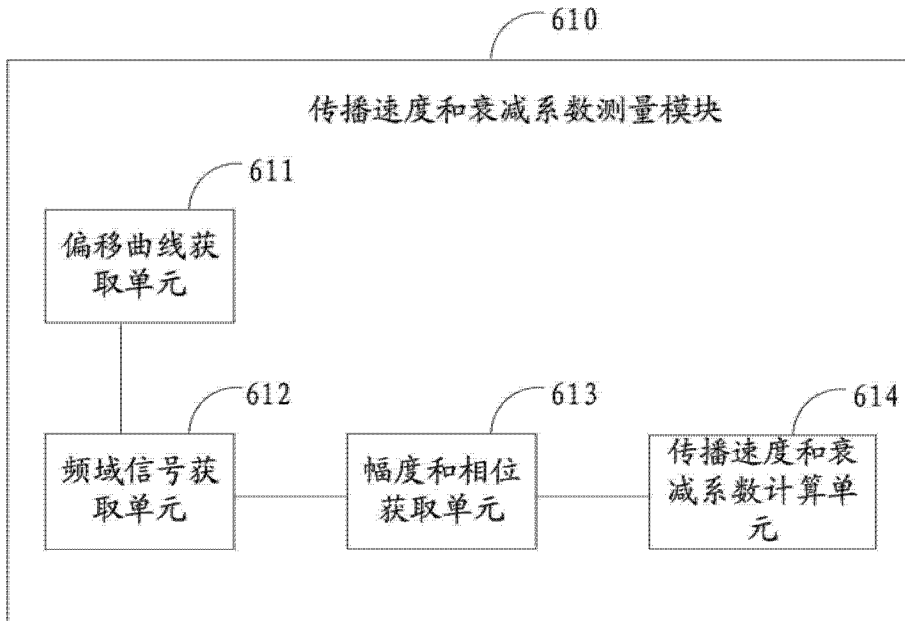 610
传播速度和衰减系数测量模块
611
偏移曲线获
取单元
612
频域信号获
取单元
613
幅度和相位
获取单元
614
传播速度和衰
减系数计算单
元